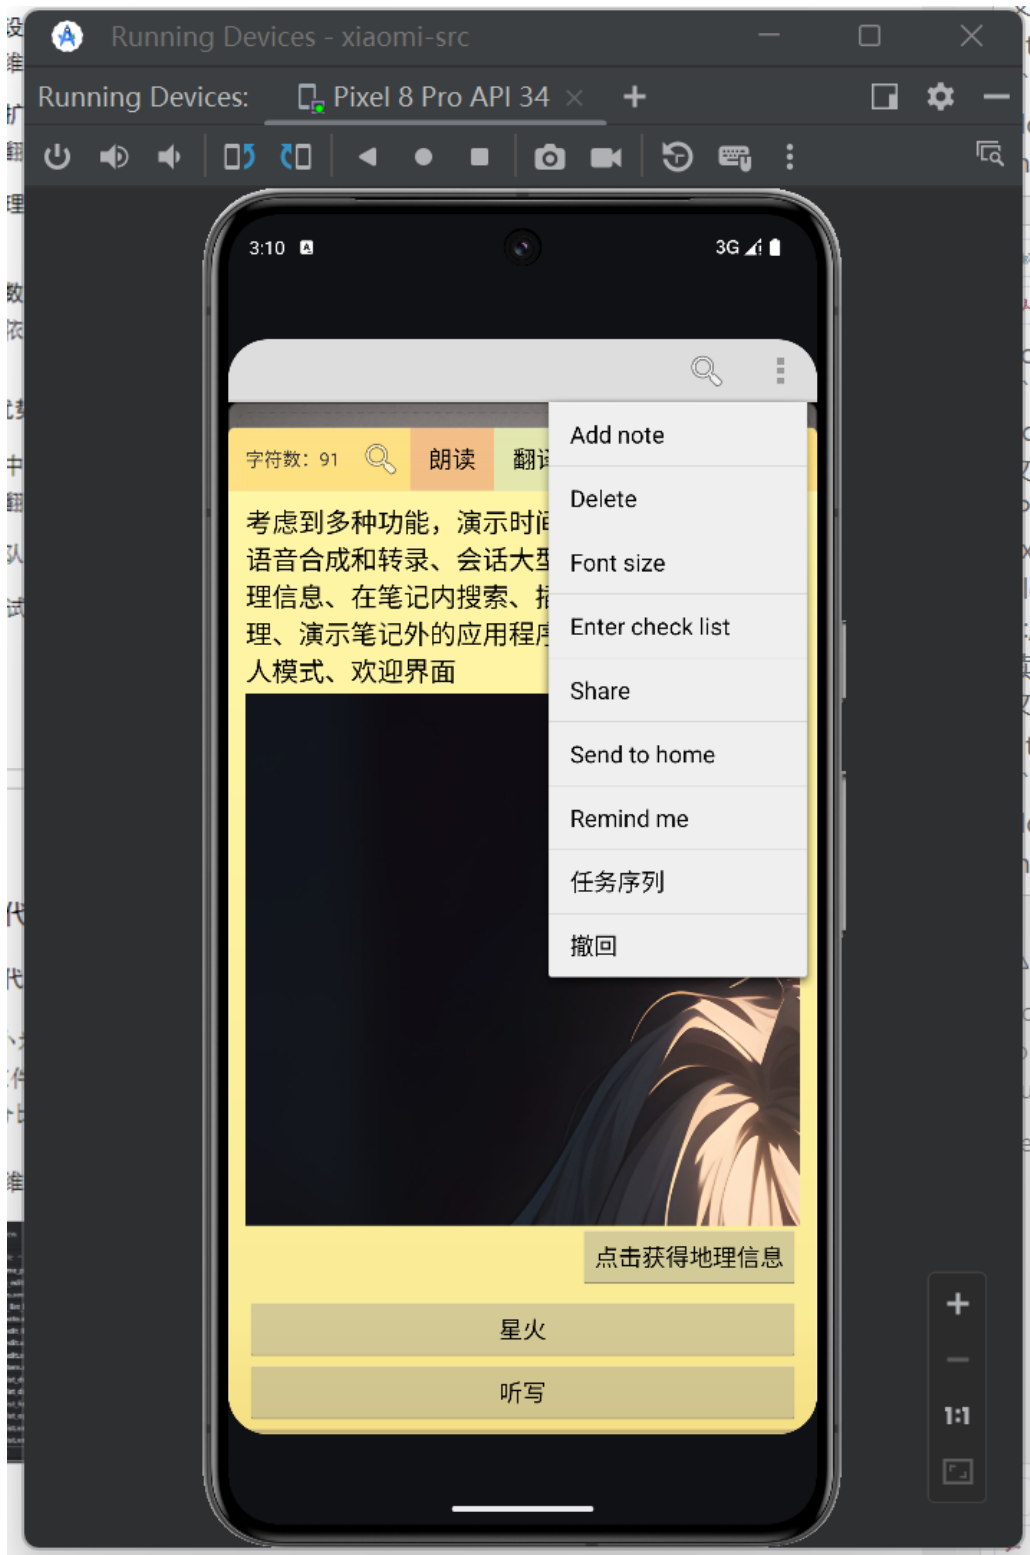 Running Devices - xiaomi-src
Running Devices:
Pixel 8 Pro API 34
3:10
3G
字符数：91
朗读
翻译
Add note
Delete
Font size
Enter check list
Share
Send to home
Remind me
任务序列
撤回
考虑到多种功能，演示时间
语音合成和转录、会话大型
理信息、在笔记内搜索、
理、演示笔记外的应用程序
人模式、欢迎界面
点击获得地理信息
星火
听写
1:1